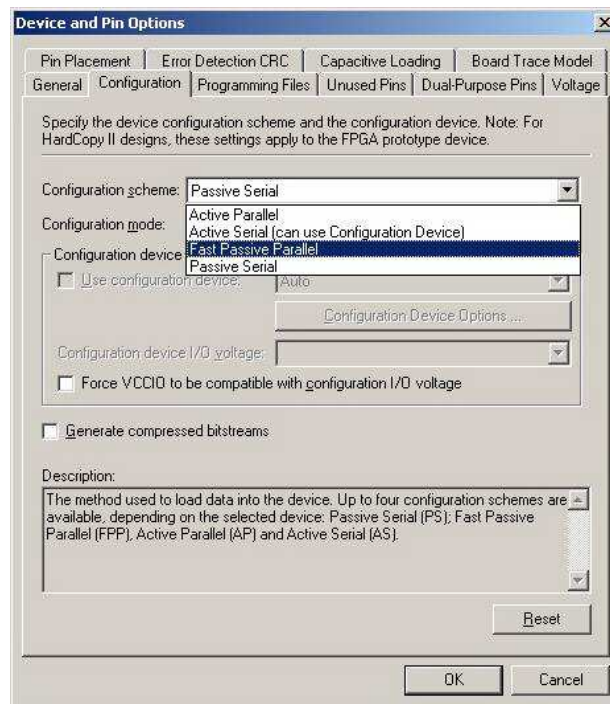 Device and Pin Options
Pin Placement Error Detection CRC Capacitive Loading Board Trace Model
General Configuration Programming Files Unused Pins Dual-Purpose Pins Voltage
Specify the device configuration scheme and the configuration device. Note: For
HardCopy II designs, these settings apply to the FPGA prototype device.
Configuration scheme: Passive Serial
Configuration mode:
Active Parallel
Active Serial (can use Configuration Device)
Fast Passive Parallel
Passive Serial
Configuration device
Use configuration device: Auto
Configuration Device Options ...
Configuration device I/O voltage:
Force VCCIO to be compatible with configuration I/O voltage
Generate compressed bitstreams
Description:
The method used to load data into the device. Up to four configuration schemes are
available, depending on the selected device: Passive Serial (PS); Fast Passive
Parallel (FPP), Active Parallel (AP) and Active Serial (AS).
Reset
OK Cancel